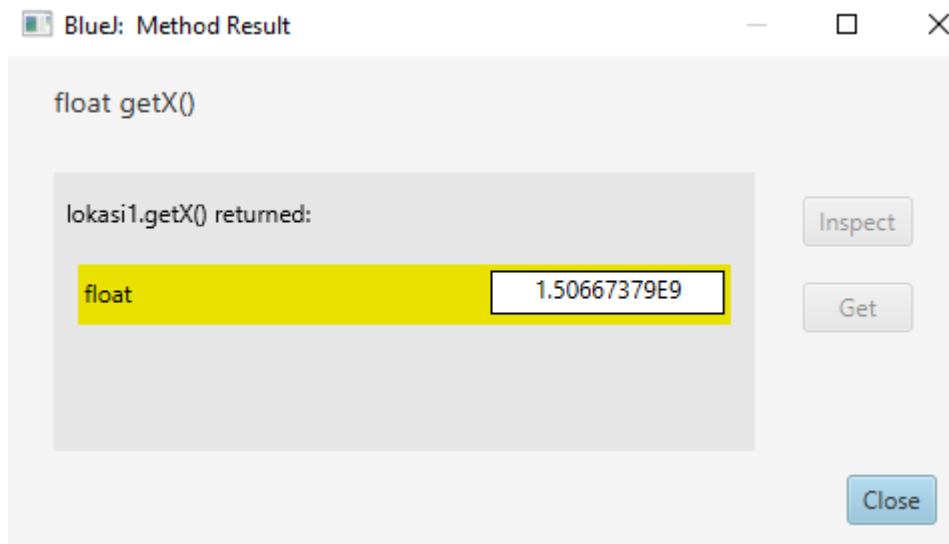 BlueJ: Method Result
float getX()
lokasi1.getX() returned:
Inspect
float 1.50667379E9
Get
Close